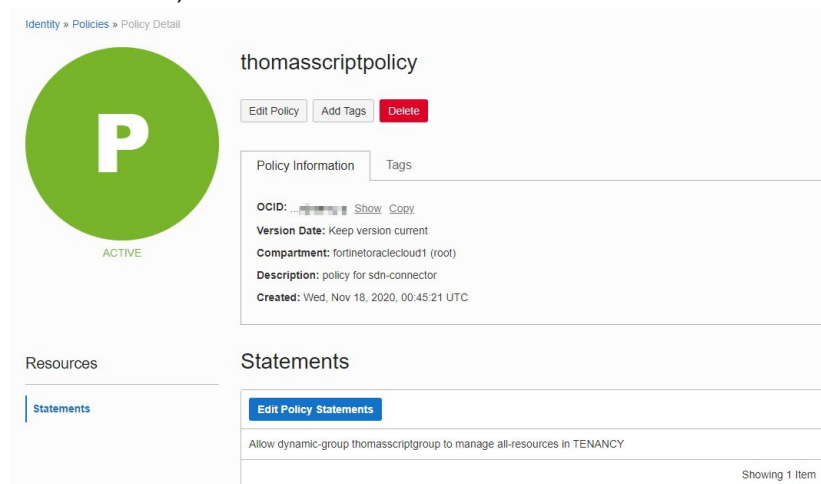 Identity » Policies » Policy Detail
P
ACTIVE
thomasscriptpolicy
Edit Policy Add Tags Delete
Policy Information Tags
OCID: ... Show Copy
Version Date: Keep version current
Compartment: fortinetoraclecloud1 (root)
Description: policy for sdn-connector
Created: Wed, Nov 18, 2020, 00:45:21 UTC
Resources
Statements
Statements
Edit Policy Statements
Allow dynamic-group thomasscriptgroup to manage all-resources in TENANCY
Showing 1 Item